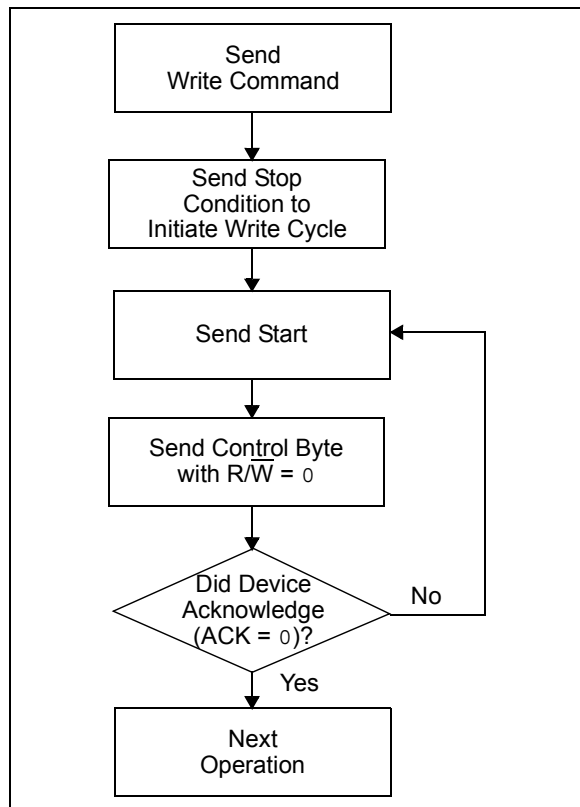 Send
Write Command
Send Stop
Condition to
Initiate Write Cycle
Send Start
Send Control Byte
with R/W̅ = 0
Did Device
Acknowledge
(ACK = 0)?
No
Yes
Next
Operation